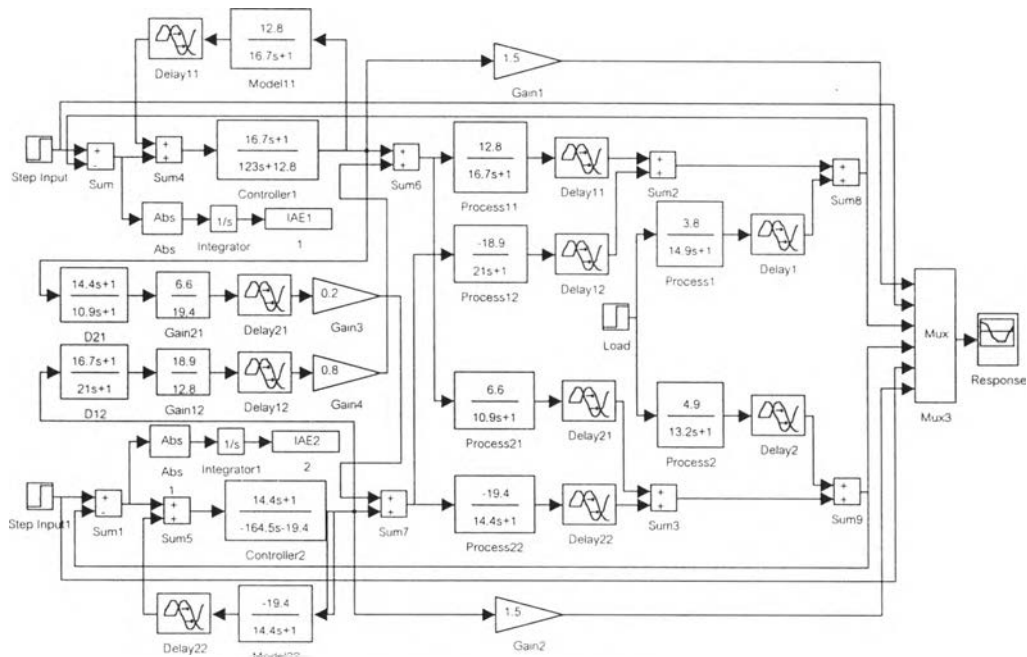 12.8
16.7s+1
Delay11
Model11
1.5
Gain1
Step Input
+
-
Sum
+
+
Sum4
16.7s+1
123s+12.8
Controller1
+
+
Sum6
12.8
16.7s+1
Process11
Delay11
+
+
Sum2
+
+
Sum8
Abs
Abs
1/s
Integrator
IAE1
1
-18.9
21s+1
Process12
Delay12
3.8
14.9s+1
Process1
Delay1
14.4s+1
10.9s+1
D21
6.6
19.4
Gain21
Delay21
0.2
Gain3
Load
Mux
Mux3
Response
16.7s+1
21s+1
D12
18.9
12.8
Gain12
Delay12
0.8
Gain4
6.6
10.9s+1
Process21
Delay21
4.9
13.2s+1
Process2
Delay2
Abs
Abs
1
1/s
Integrator1
IAE2
2
Step Input1
+
-
Sum1
+
+
Sum5
14.4s+1
-164.5s-19.4
Controller2
+
+
Sum7
-19.4
14.4s+1
Process22
Delay22
+
+
Sum3
+
+
Sum9
Delay22
-19.4
14.4s+1
Model22
1.5
Gain2